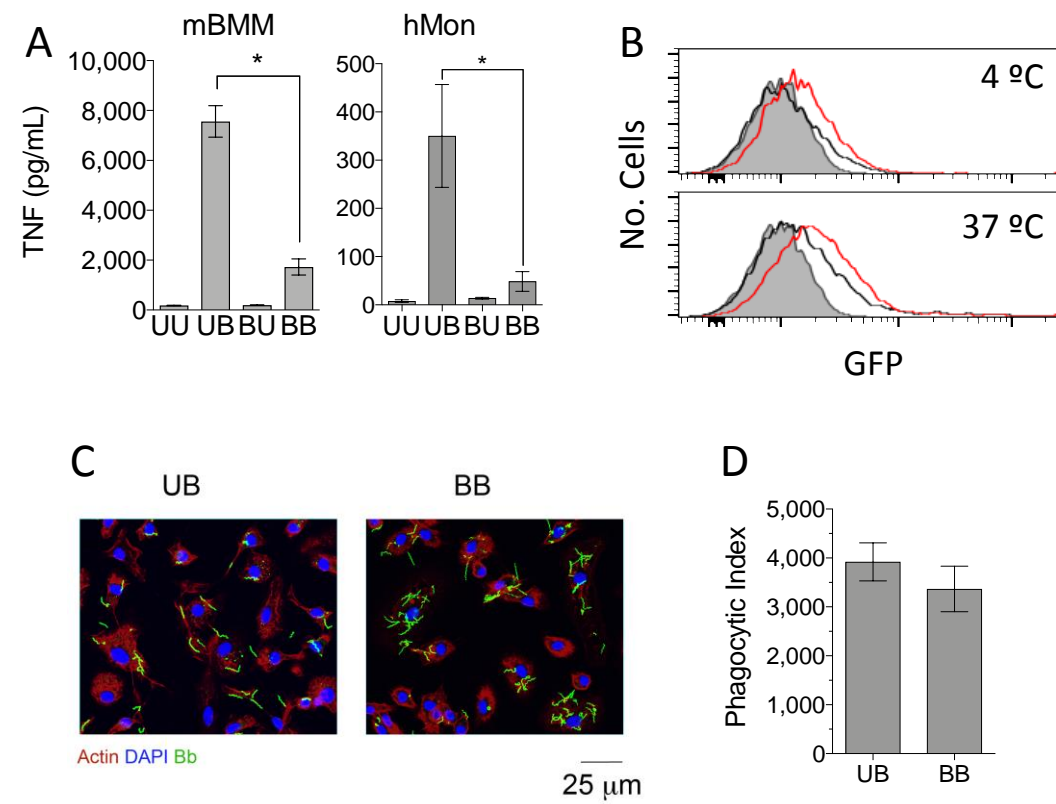 A
mBMM
hMon
TNF (pg/mL)
10,000
8,000
6,000
4,000
2,000
0
*
UU UB BU BB
500
400
300
200
100
0
*
UU UB BU BB
B
No. Cells
4 ºC
37 ºC
GFP
C
UB
BB
Actin DAPI Bb
25 μm
D
Phagocytic Index
5,000
4,000
3,000
2,000
1,000
0
UB BB